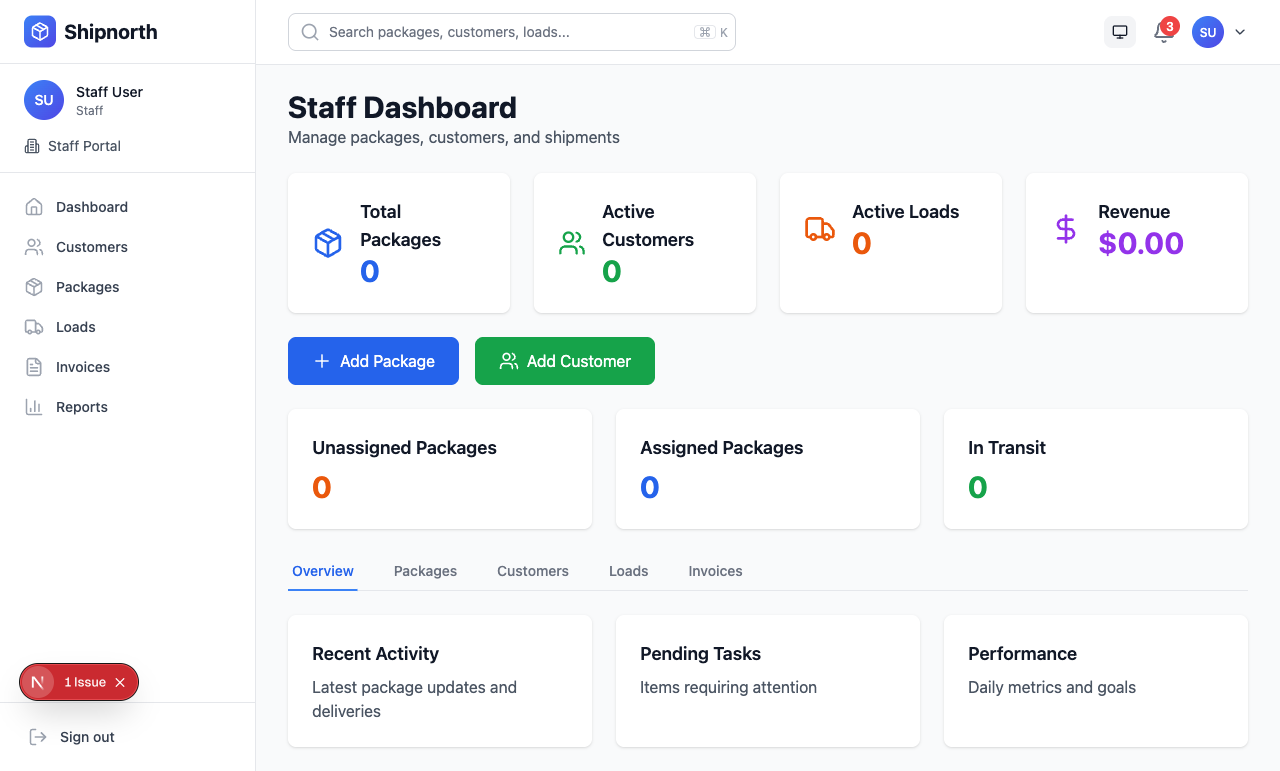 Shipnorth
Search packages, customers, loads...
⌘ K
3
SU
SU
Staff User
Staff
Staff Portal
Dashboard
Customers
Packages
Loads
Invoices
Reports
N 1 Issue
Sign out
Staff Dashboard
Manage packages, customers, and shipments
Total
Packages
0
Active
Customers
0
Active Loads
0
Revenue
$0.00
Add Package
Add Customer
Unassigned Packages
0
Assigned Packages
0
In Transit
0
Overview Packages Customers Loads Invoices
Recent Activity
Latest package updates and
deliveries
Pending Tasks
Items requiring attention
Performance
Daily metrics and goals